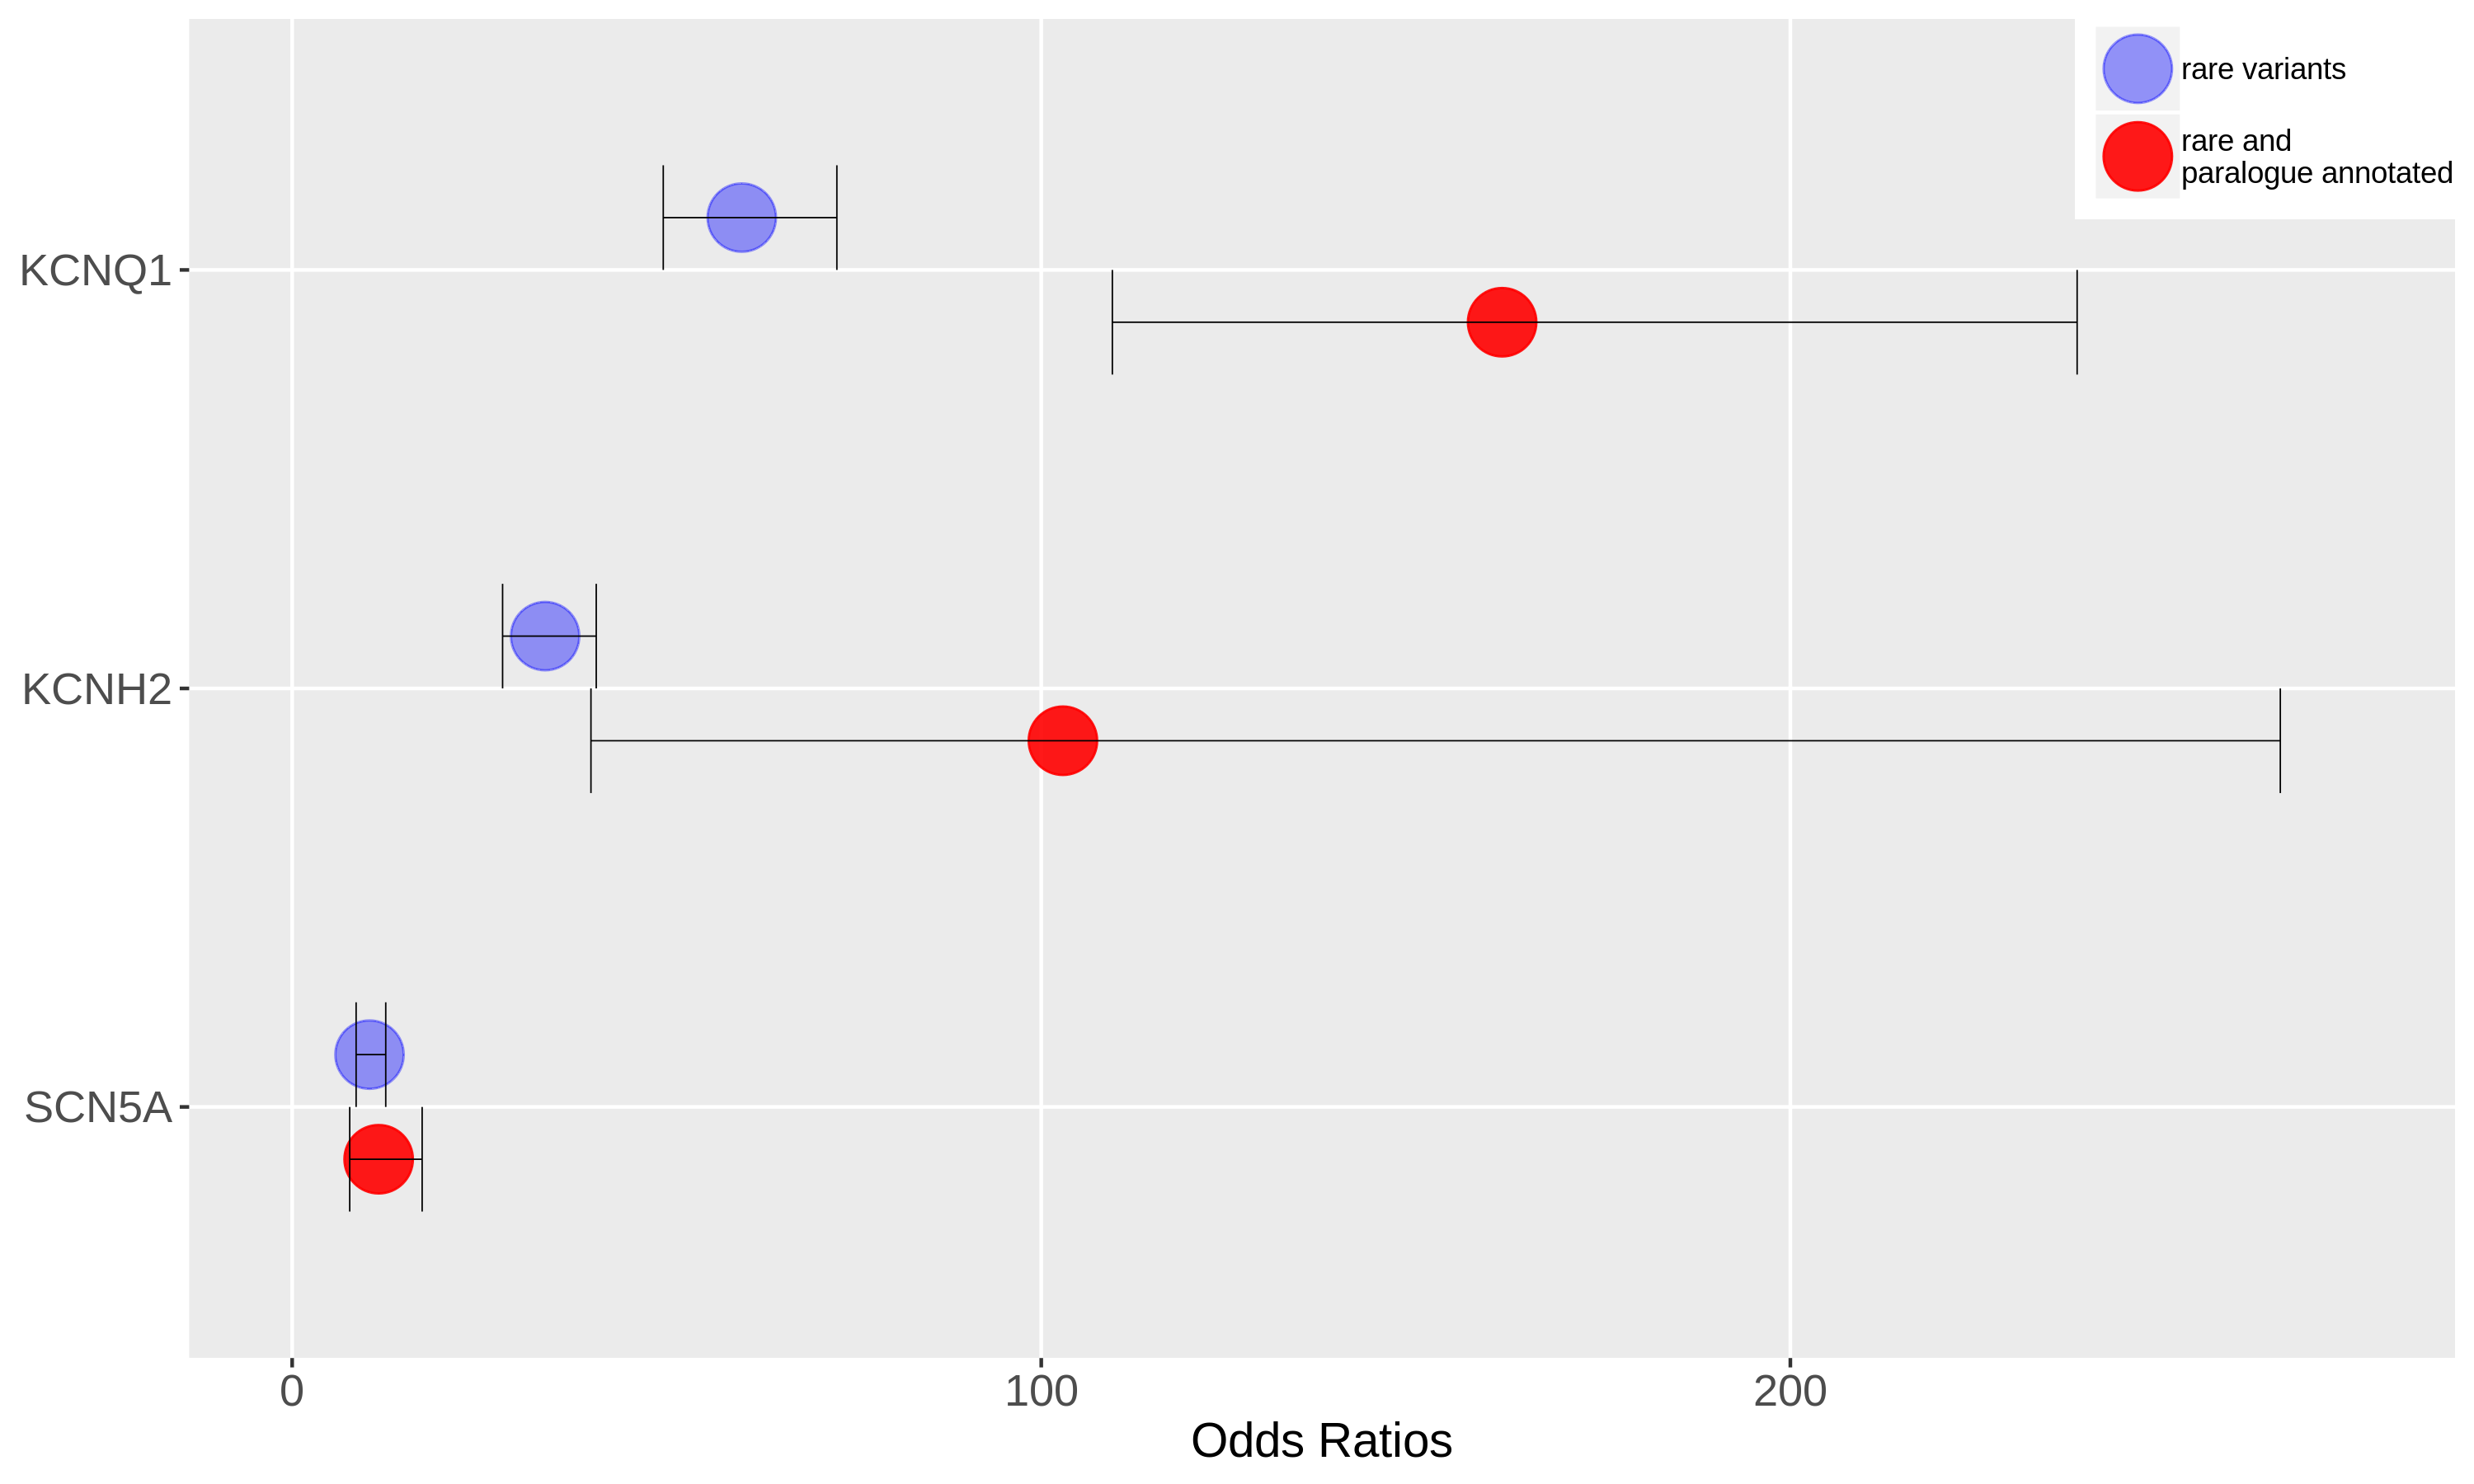 rare variants
rare and
paralogue annotated
KCNQ1
KCNH2
SCN5A
0
100
200
Odds Ratios